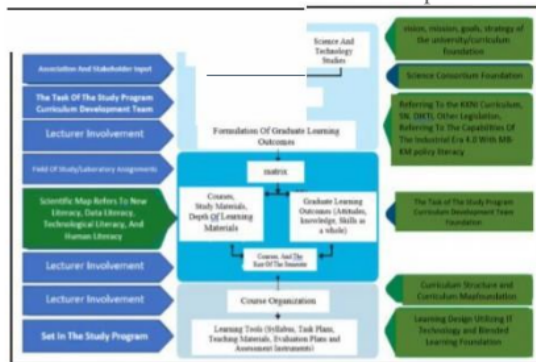 Association And Stakeholder Input
The Task Of The Study Program
Curriculum Development Team
Lecturer Involvement
Field Of Study/Laboratory Assignments
Scientific Map Refers To New
Literacy, Data Literacy,
Technological Literacy, And
Human Literacy
Lecturer Involvement
Lecturer Involvement
Set In The Study Program
Science And
Technology
Studies
Formulation Of Graduate Learning
Outcomes
matrix
Courses,
Study Materials,
Depth Of Learning
Materials
Graduate Learning
Outcomes (Attitudes,
knowledge, Skills as
a whole)
Courses, And The
Size Of The Semester
Course Organization
Learning Tools (Syllabus, Task Plans,
Teaching Materials, Evaluation Plans and
Assessment Instruments)
vision, mission, goals, strategy of
the university/curriculum
foundation
Science Consortium Foundation
Referring To the KKNI Curriculum,
SN, DIKTI, Other Legislation,
Referring To The Capabilities Of
The Industrial Era 4.0 With MB-
KM policy literacy
The Task of The Study Program
Curriculum Development Team
Foundation
Curriculum Structure and
Curriculum Mapfoundation
Learning Design Utilizing IT
Technology and Blended
Learning Foundation